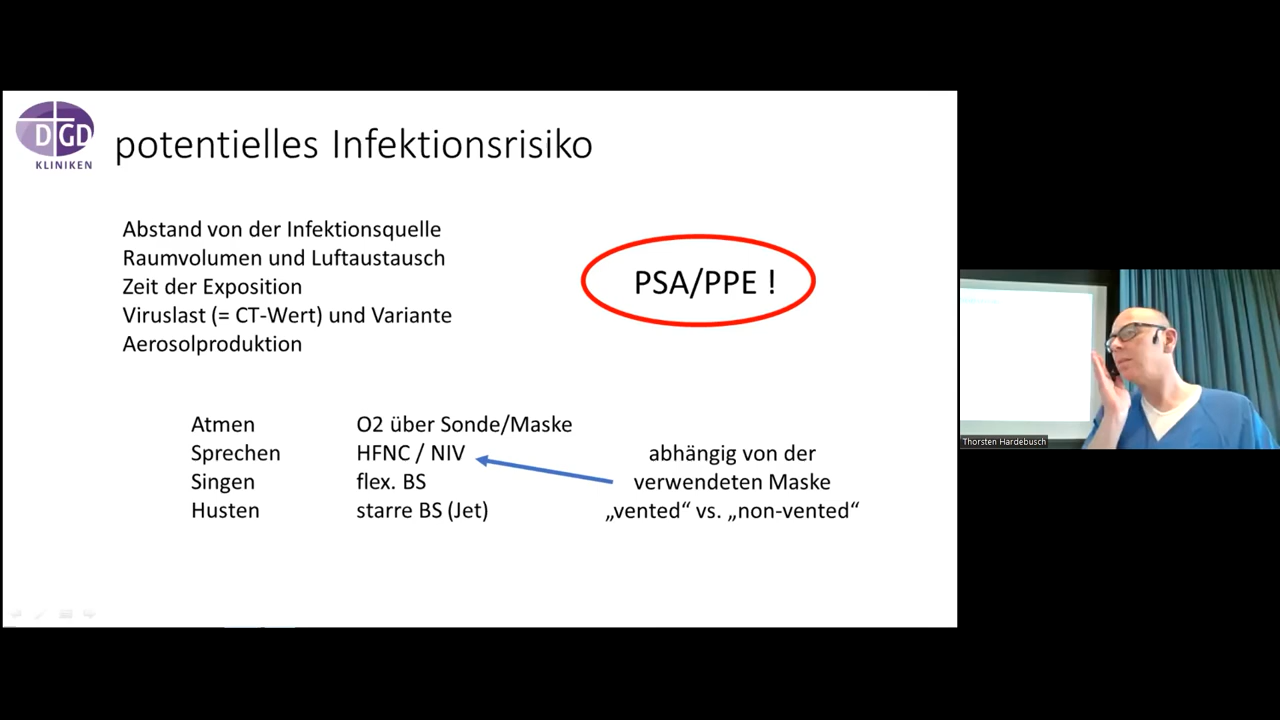 DGD
KLINIKEN
potentielles Infektionsrisiko
Abstand von der Infektionsquelle
Raumvolumen und Luftaustausch
Zeit der Exposition
Viruslast (= CT-Wert) und Variante
Aerosolproduktion
PSA/PPE !
Atmen
Sprechen
Singen
Husten
O2 über Sonde/Maske
HFNC / NIV
flex. BS
starre BS (Jet)
abhängig von der
verwendeten Maske
„vented“ vs. „non-vented“
Thorsten Hardebusch